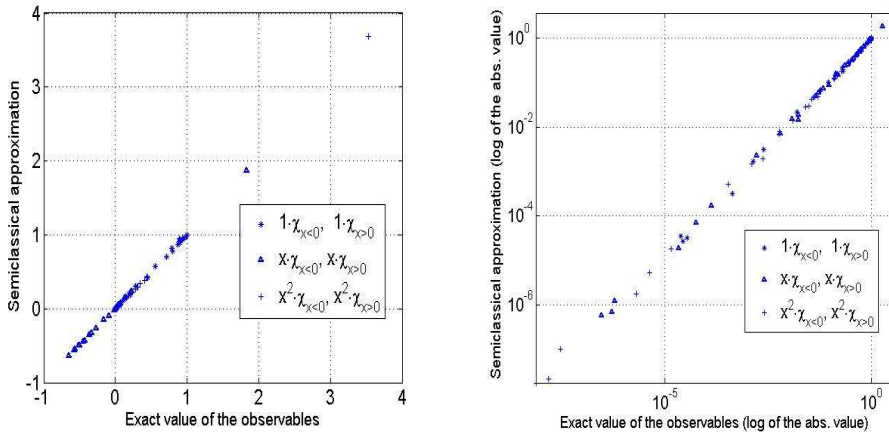 4
3
2
1
0
-1
-1 0 1 2 3 4
Semiclassical approximation
Exact value of the observables
* 1·χx<0, 1·χx>0
△ x·χx<0, x·χx>0
+ x²·χx<0, x²·χx>0
10⁰
10⁻²
10⁻⁴
10⁻⁶
10⁻⁵ 10⁰
Semiclassical approximation (log of the abs. value)
Exact value of the observables (log of the abs. value)
* 1·χx<0, 1·χx>0
△ x·χx<0, x·χx>0
+ x²·χx<0, x²·χx>0